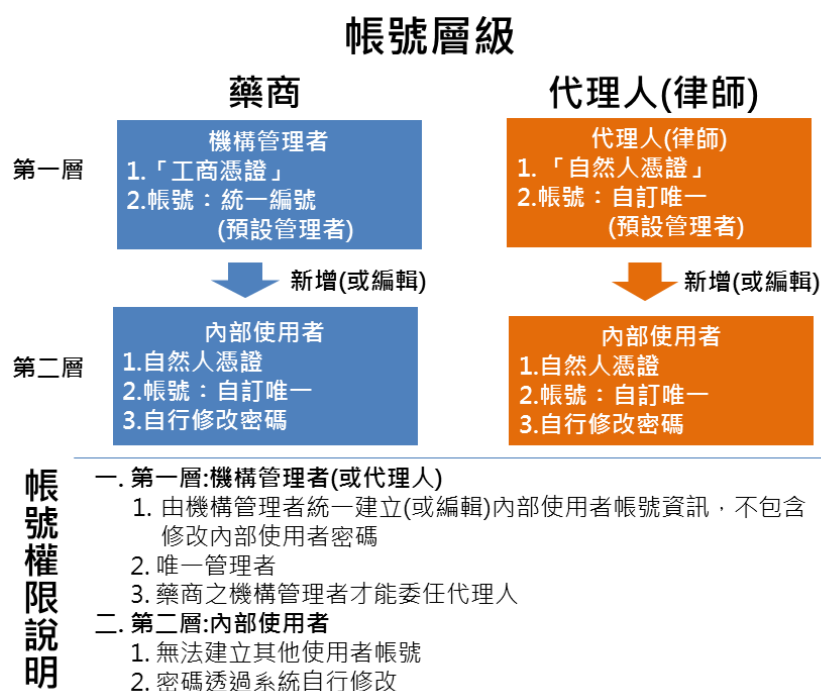 帳號層級
藥商
代理人(律師)
第一層
機構管理者
1.「工商憑證」
2.帳號：統一編號
(預設管理者)
代理人(律師)
1.「自然人憑證」
2.帳號：自訂唯一
(預設管理者)
新增(或編輯)
新增(或編輯)
第二層
內部使用者
1.自然人憑證
2.帳號：自訂唯一
3.自行修改密碼
內部使用者
1.自然人憑證
2.帳號：自訂唯一
3.自行修改密碼
帳號權限說明
一. 第一層:機構管理者(或代理人)
1. 由機構管理者統一建立(或編輯)內部使用者帳號資訊，不包含
修改內部使用者密碼
2. 唯一管理者
3. 藥商之機構管理者才能委任代理人
二. 第二層:內部使用者
1. 無法建立其他使用者帳號
2. 密碼透過系統自行修改